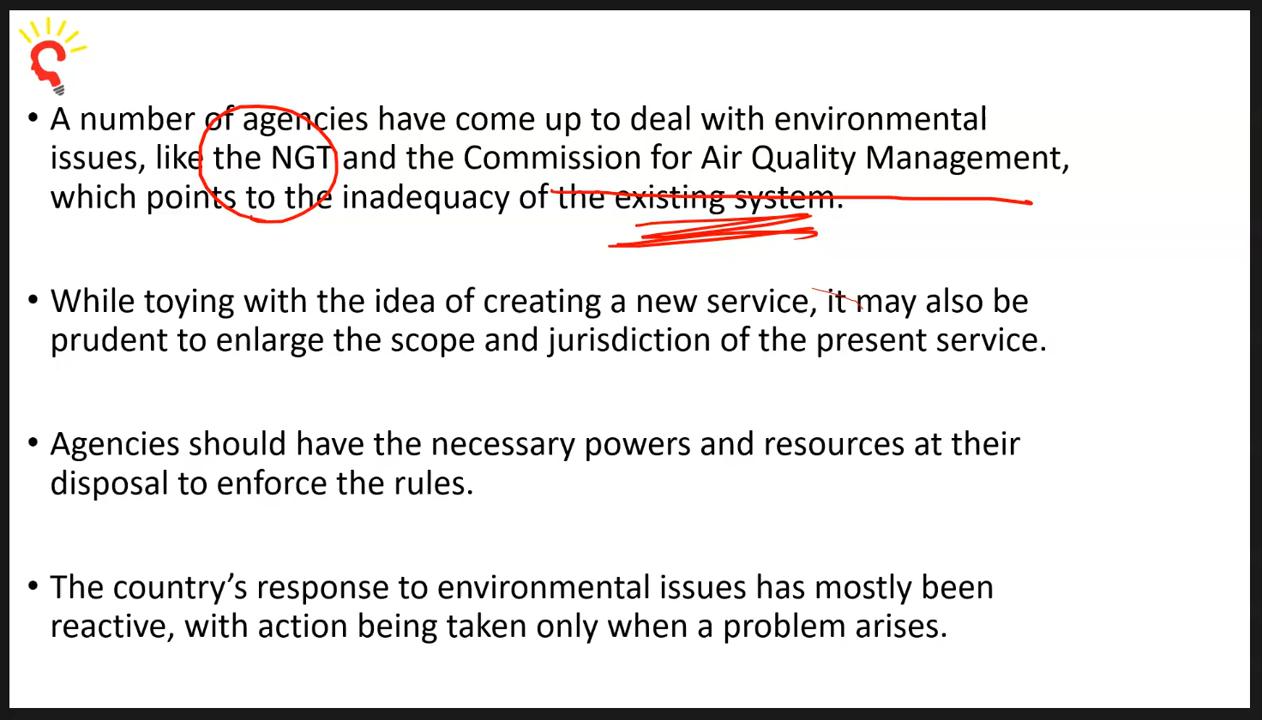 • A number of agencies have come up to deal with environmental
issues, like the NGT and the Commission for Air Quality Management,
which points to the inadequacy of the existing system.
• While toying with the idea of creating a new service, it may also be
prudent to enlarge the scope and jurisdiction of the present service.
• Agencies should have the necessary powers and resources at their
disposal to enforce the rules.
• The country’s response to environmental issues has mostly been
reactive, with action being taken only when a problem arises.